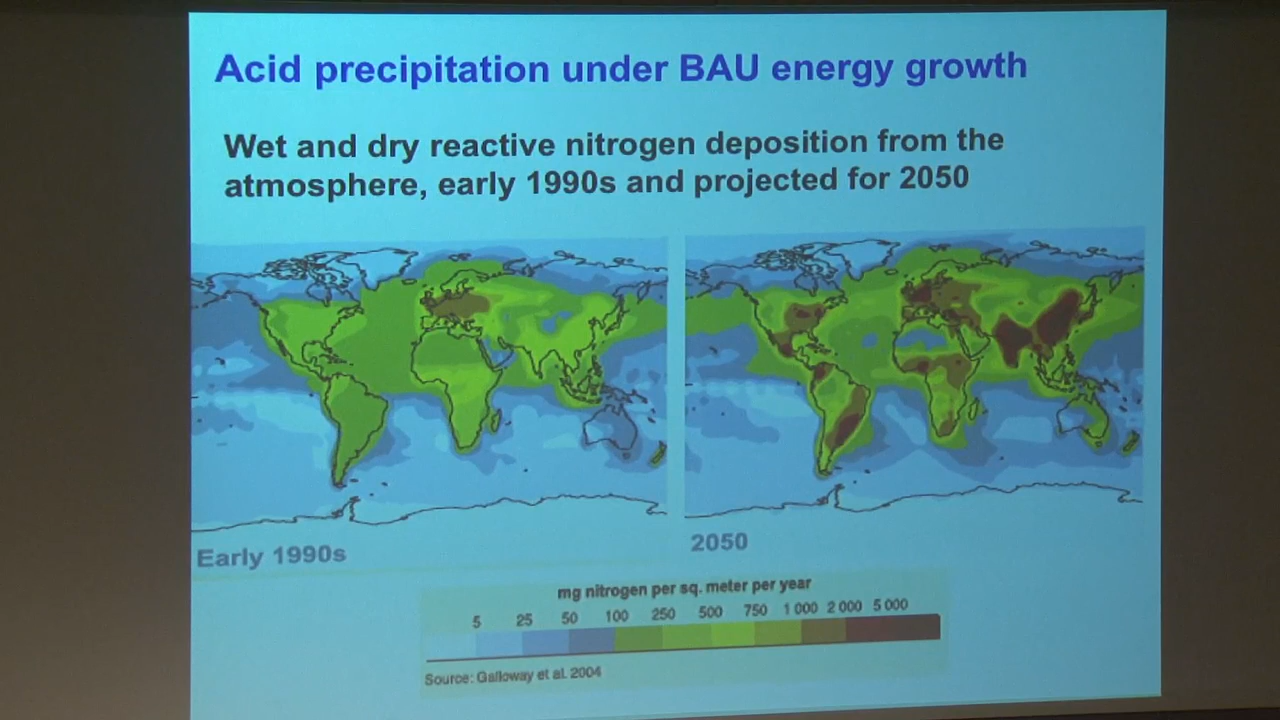 Acid precipitation under BAU energy growth
Wet and dry reactive nitrogen deposition from the
atmosphere, early 1990s and projected for 2050
Early 1990s
2050
mg nitrogen per sq. meter per year
5 25 50 100 250 500 750 1 000 2 000 5 000
Source: Galloway et al. 2004